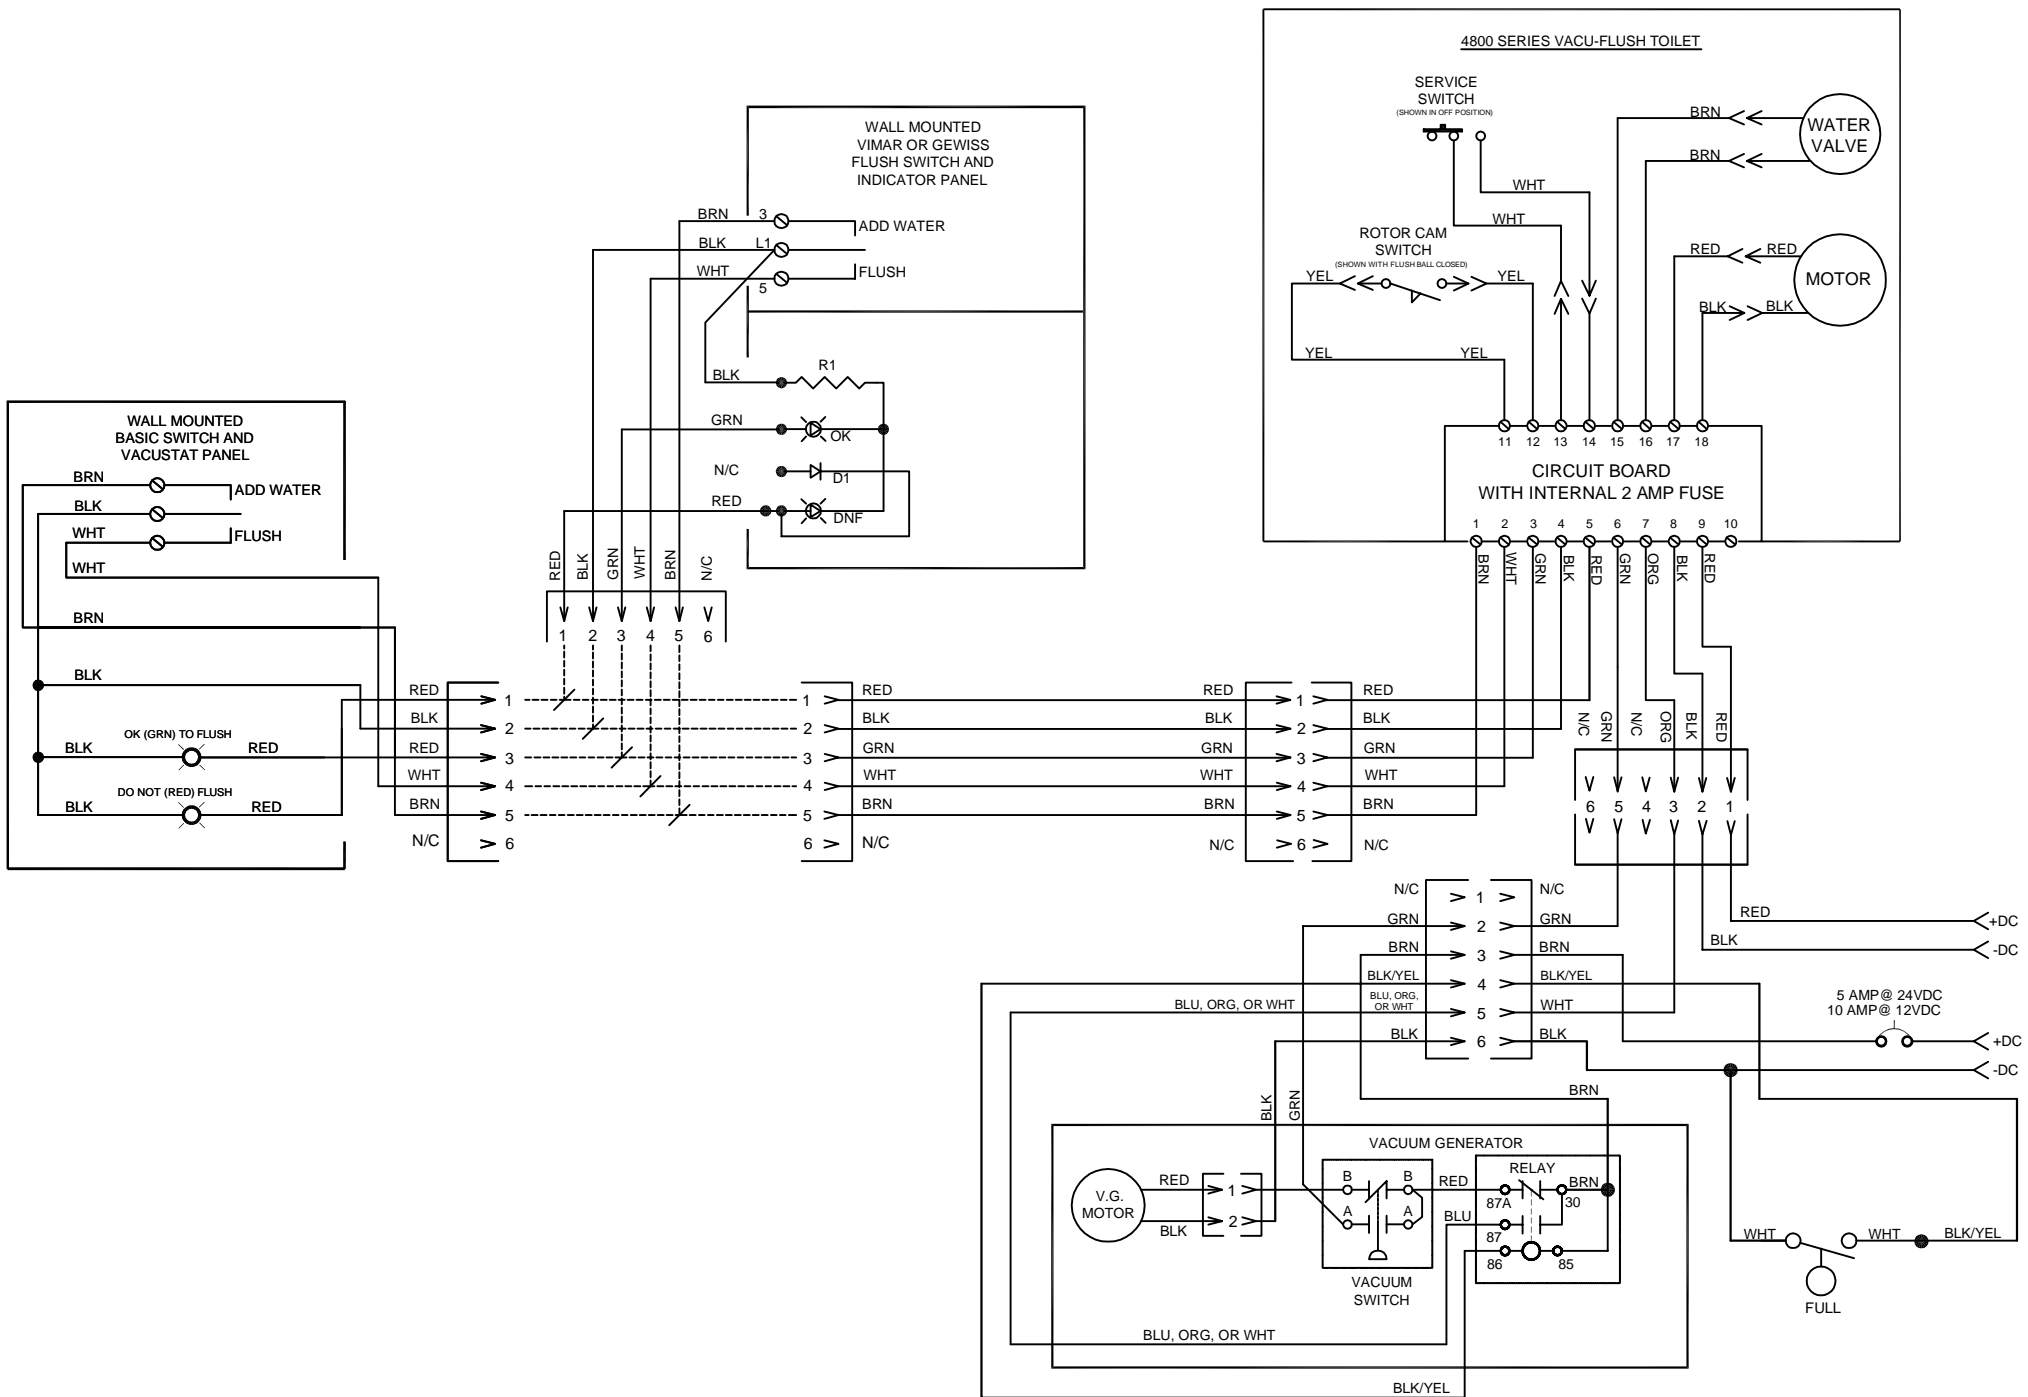 4800 SERIES VACU-FLUSH TOILET
SERVICE
SWITCH
(SHOWN IN OFF POSITION)
BRN
BRN
WATER
VALVE
WHT
WHT
ROTOR CAM
SWITCH
(SHOWN WITH FLUSH BALL CLOSED)
YEL
YEL
YEL
YEL
RED
RED
MOTOR
BLK
BLK
11 12 13 14 15 16 17 18
CIRCUIT BOARD
WITH INTERNAL 2 AMP FUSE
1 2 3 4 5 6 7 8 9 10
BRN WHT GRN BLK RED GRN ORG BLK RED
WALL MOUNTED
VIMAR OR GEWISS
FLUSH SWITCH AND
INDICATOR PANEL
BRN 3
ADD WATER
BLK L1
WHT
5
FLUSH
R1
BLK
GRN
OK
N/C
D1
RED
DNF
RED BLK GRN WHT BRN N/C
1 2 3 4 5 6
WALL MOUNTED
BASIC SWITCH AND
VACUSTAT PANEL
BRN
ADD WATER
BLK
WHT
FLUSH
WHT
BRN
BLK
OK (GRN) TO FLUSH
BLK RED
DO NOT (RED) FLUSH
BLK RED
RED 1 1 RED RED 1 RED
BLK 2 2 BLK BLK 2 BLK
RED 3 3 GRN GRN 3 GRN
WHT 4 4 WHT WHT 4 WHT
BRN 5 5 BRN BRN 5 BRN
N/C 6 6 N/C N/C 6 N/C
N/C GRN N/C ORG BLK RED
6 5 4 3 2 1
N/C 1 N/C
GRN 2 GRN
BRN 3 BRN
BLK/YEL 4 BLK/YEL
BLU, ORG, OR WHT
BLU, ORG,
OR WHT
5 WHT
BLK 6 BLK
RED
+DC
BLK
-DC
5 AMP@ 24VDC
10 AMP@ 12VDC
+DC
-DC
BLK
GRN
BRN
VACUUM GENERATOR
V.G.
MOTOR
RED
1
BLK
2
B B
A A
VACUUM
SWITCH
RED
BLU
RELAY
BRN
87A 30
87
86 85
BLU, ORG, OR WHT
BLK/YEL
WHT WHT BLK/YEL
FULL